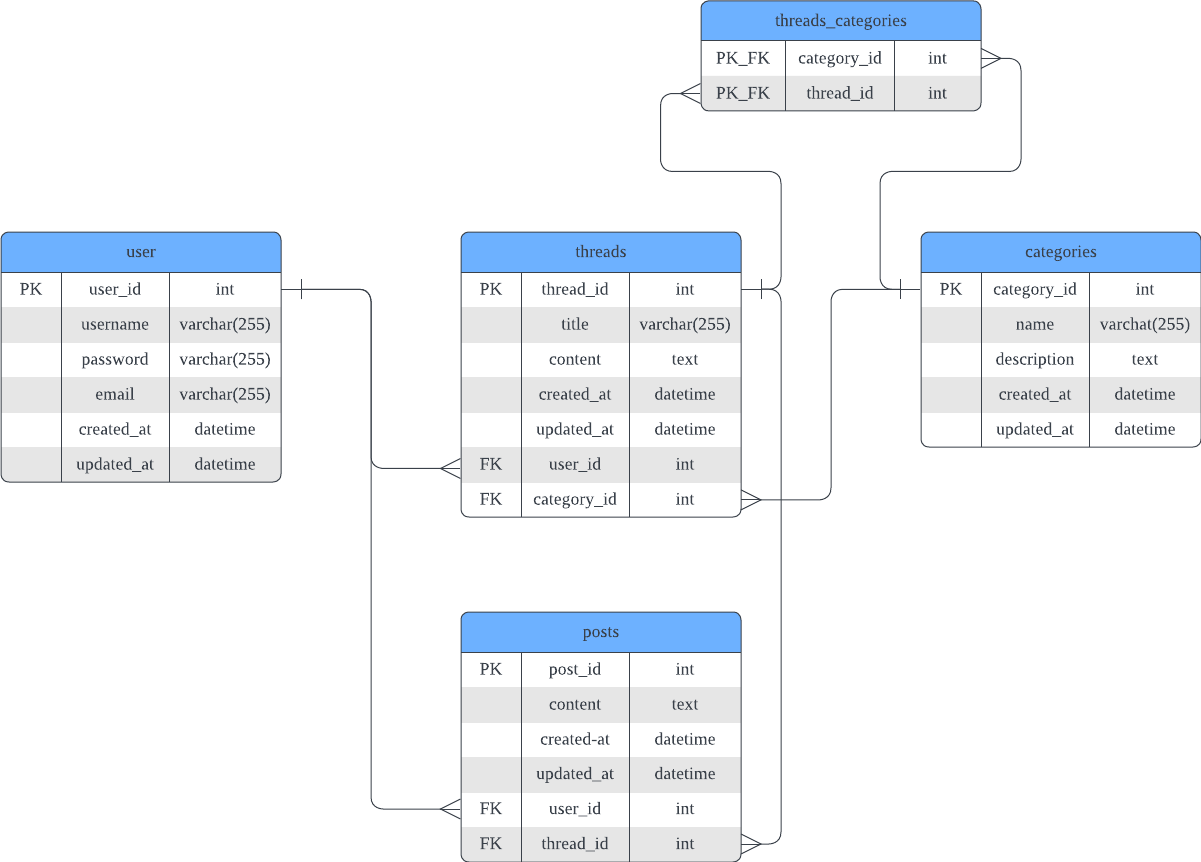 threads_categories
PK_FK category_id int
PK_FK thread_id int
user
PK user_id int
username varchar(255)
password varchar(255)
email varchar(255)
created_at datetime
updated_at datetime
threads
PK thread_id int
title varchar(255)
content text
created_at datetime
updated_at datetime
FK user_id int
FK category_id int
categories
PK category_id int
name varchat(255)
description text
created_at datetime
updated_at datetime
posts
PK post_id int
content text
created-at datetime
updated_at datetime
FK user_id int
FK thread_id int